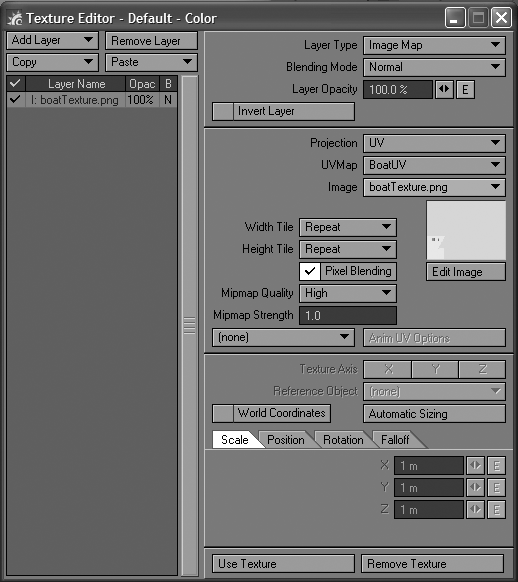 Texture Editor - Default - Color
Add Layer
Remove Layer
Copy
Paste
Layer Name Opac B
I: boatTexture.png 100% N
Layer Type Image Map
Blending Mode Normal
Layer Opacity 100.0 % E
Invert Layer
Projection UV
UVMap BoatUV
Image boatTexture.png
Width Tile Repeat
Height Tile Repeat
Pixel Blending
Edit Image
Mipmap Quality High
Mipmap Strength 1.0
(none)
Anim UV Options
Texture Axis X Y Z
Reference Object (none)
World Coordinates
Automatic Sizing
Scale Position Rotation Falloff
X 1 m E
Y 1 m E
Z 1 m E
Use Texture
Remove Texture